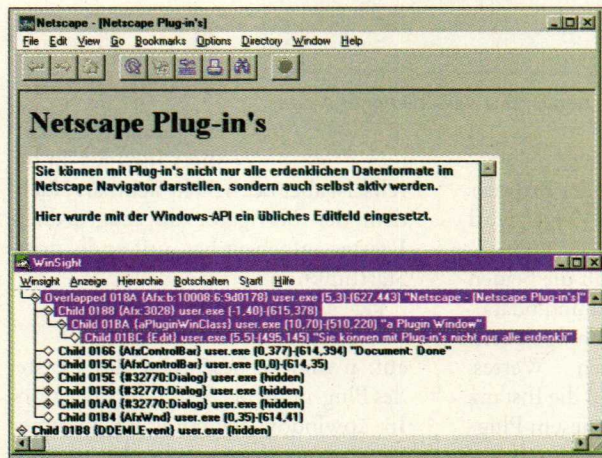 Netscape - [Netscape Plug-in's]
File Edit View Go Bookmarks Options Directory Window Help
Netscape Plug-in's
Sie können mit Plug-in's nicht nur alle erdenklichen Datenformate im
Netscape Navigator darstellen, sondern auch selbst aktiv werden.
Hier wurde mit der Windows-API ein übliches Editfeld eingesetzt.
WinSight
Winsight Anzeige Hierarchie Botschaften Start! Hilfe
Overlapped 018A {Afx:b:10008:6:9d0178} user.exe (5,3)-(627,443) "Netscape - [Netscape Plug-in's]"
Child 0188 {Afx:3028} user.exe (-1,40)-(615,378)
Child 01BA {aPluginWinClass} user.exe (10,70)-(510,220) "a Plugin Window"
Child 01BC {Edit} user.exe (5,5)-(495,145) "Sie können mit Plug-in's nicht nur alle erdenkli"
Child 0166 {AfxControlBar} user.exe (0,377)-(614,394) "Document: Done"
Child 015C {AfxControlBar} user.exe (0,0)-(614,35)
Child 015E {#32770:Dialog} user.exe (hidden)
Child 0158 {#32770:Dialog} user.exe (hidden)
Child 01A0 {#32770:Dialog} user.exe (hidden)
Child 01B4 {AfxWnd} user.exe (0,35)-(614,41)
Child 01B8 {DDEMLEvent} user.exe (hidden)